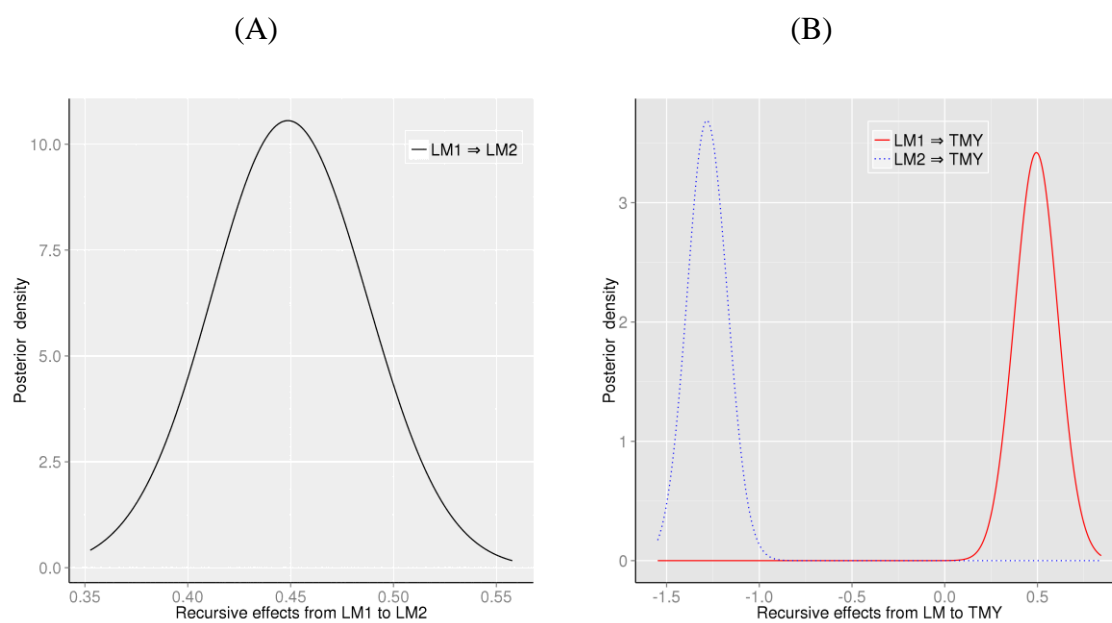 (A)
(B)
10.0
7.5
5.0
2.5
0.0
Posterior density
LM1 ⇒ LM2
0.35 0.40 0.45 0.50 0.55
Recursive effects from LM1 to LM2
3
2
1
0
Posterior density
LM1 ⇒ TMY
LM2 ⇒ TMY
-1.5 -1.0 -0.5 0.0 0.5
Recursive effects from LM to TMY